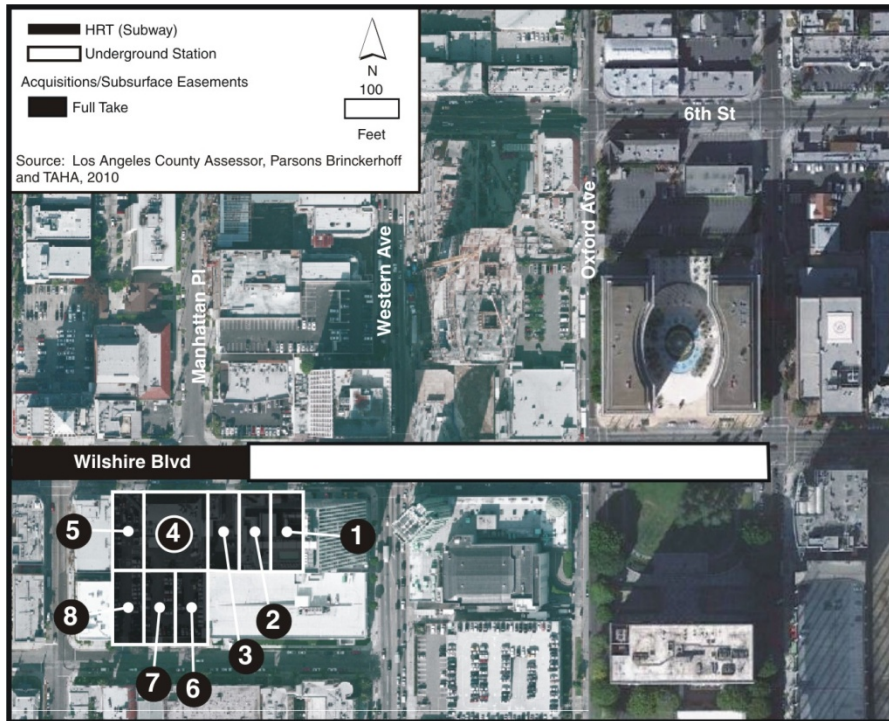 HRT (Subway)
Underground Station
Acquisitions/Subsurface Easements
Full Take
N
100
Feet
Source: Los Angeles County Assessor, Parsons Brinckerhoff
and TAHA, 2010
6th St
Oxford Ave
Western Ave
Manhattan Pl
Wilshire Blvd
5
4
1
8
2
3
7
6